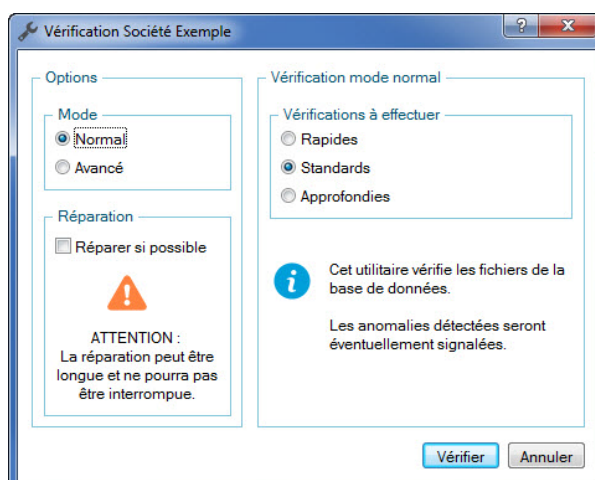 Vérification Société Exemple
?
Options
Mode
Normal
Avancé
Réparation
Réparer si possible
ATTENTION :
La réparation peut être
longue et ne pourra pas
être interrompue.
Vérification mode normal
Vérifications à effectuer
Rapides
Standards
Approfondies
Cet utilitaire vérifie les fichiers de la
base de données.
Les anomalies détectées seront
éventuellement signalées.
Vérifier
Annuler